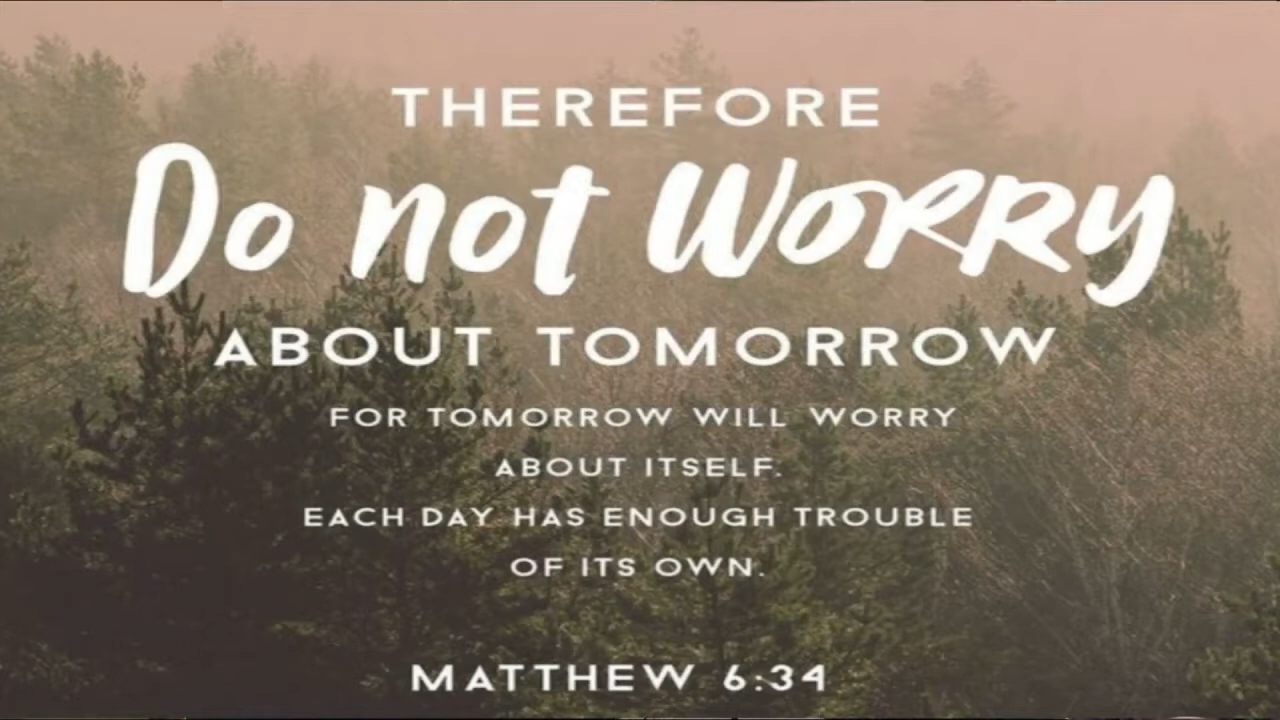 THEREFORE
Do not WORRY
ABOUT TOMORROW
FOR TOMORROW WILL WORRY
ABOUT ITSELF.
EACH DAY HAS ENOUGH TROUBLE
OF ITS OWN.
MATTHEW 6:34